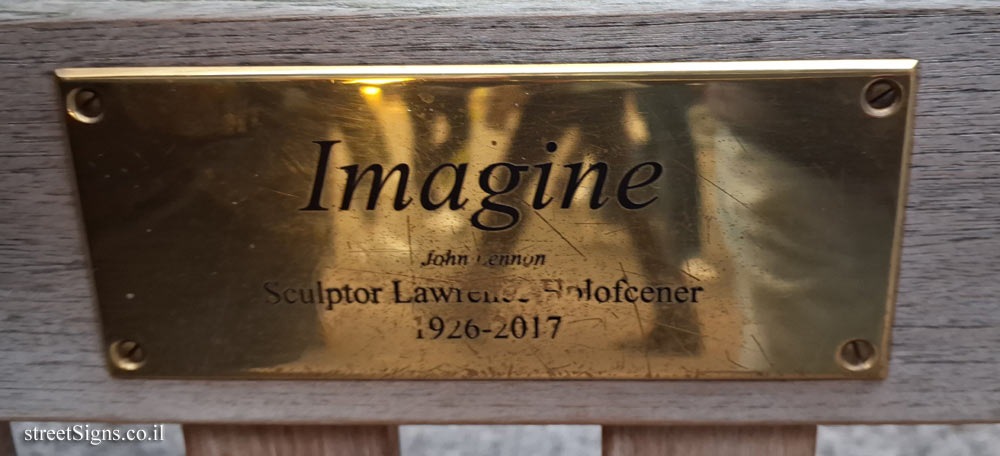 Imagine
John Lennon
Sculptor Lawrence Holofcener
1926-2017
streetSigns.co.il